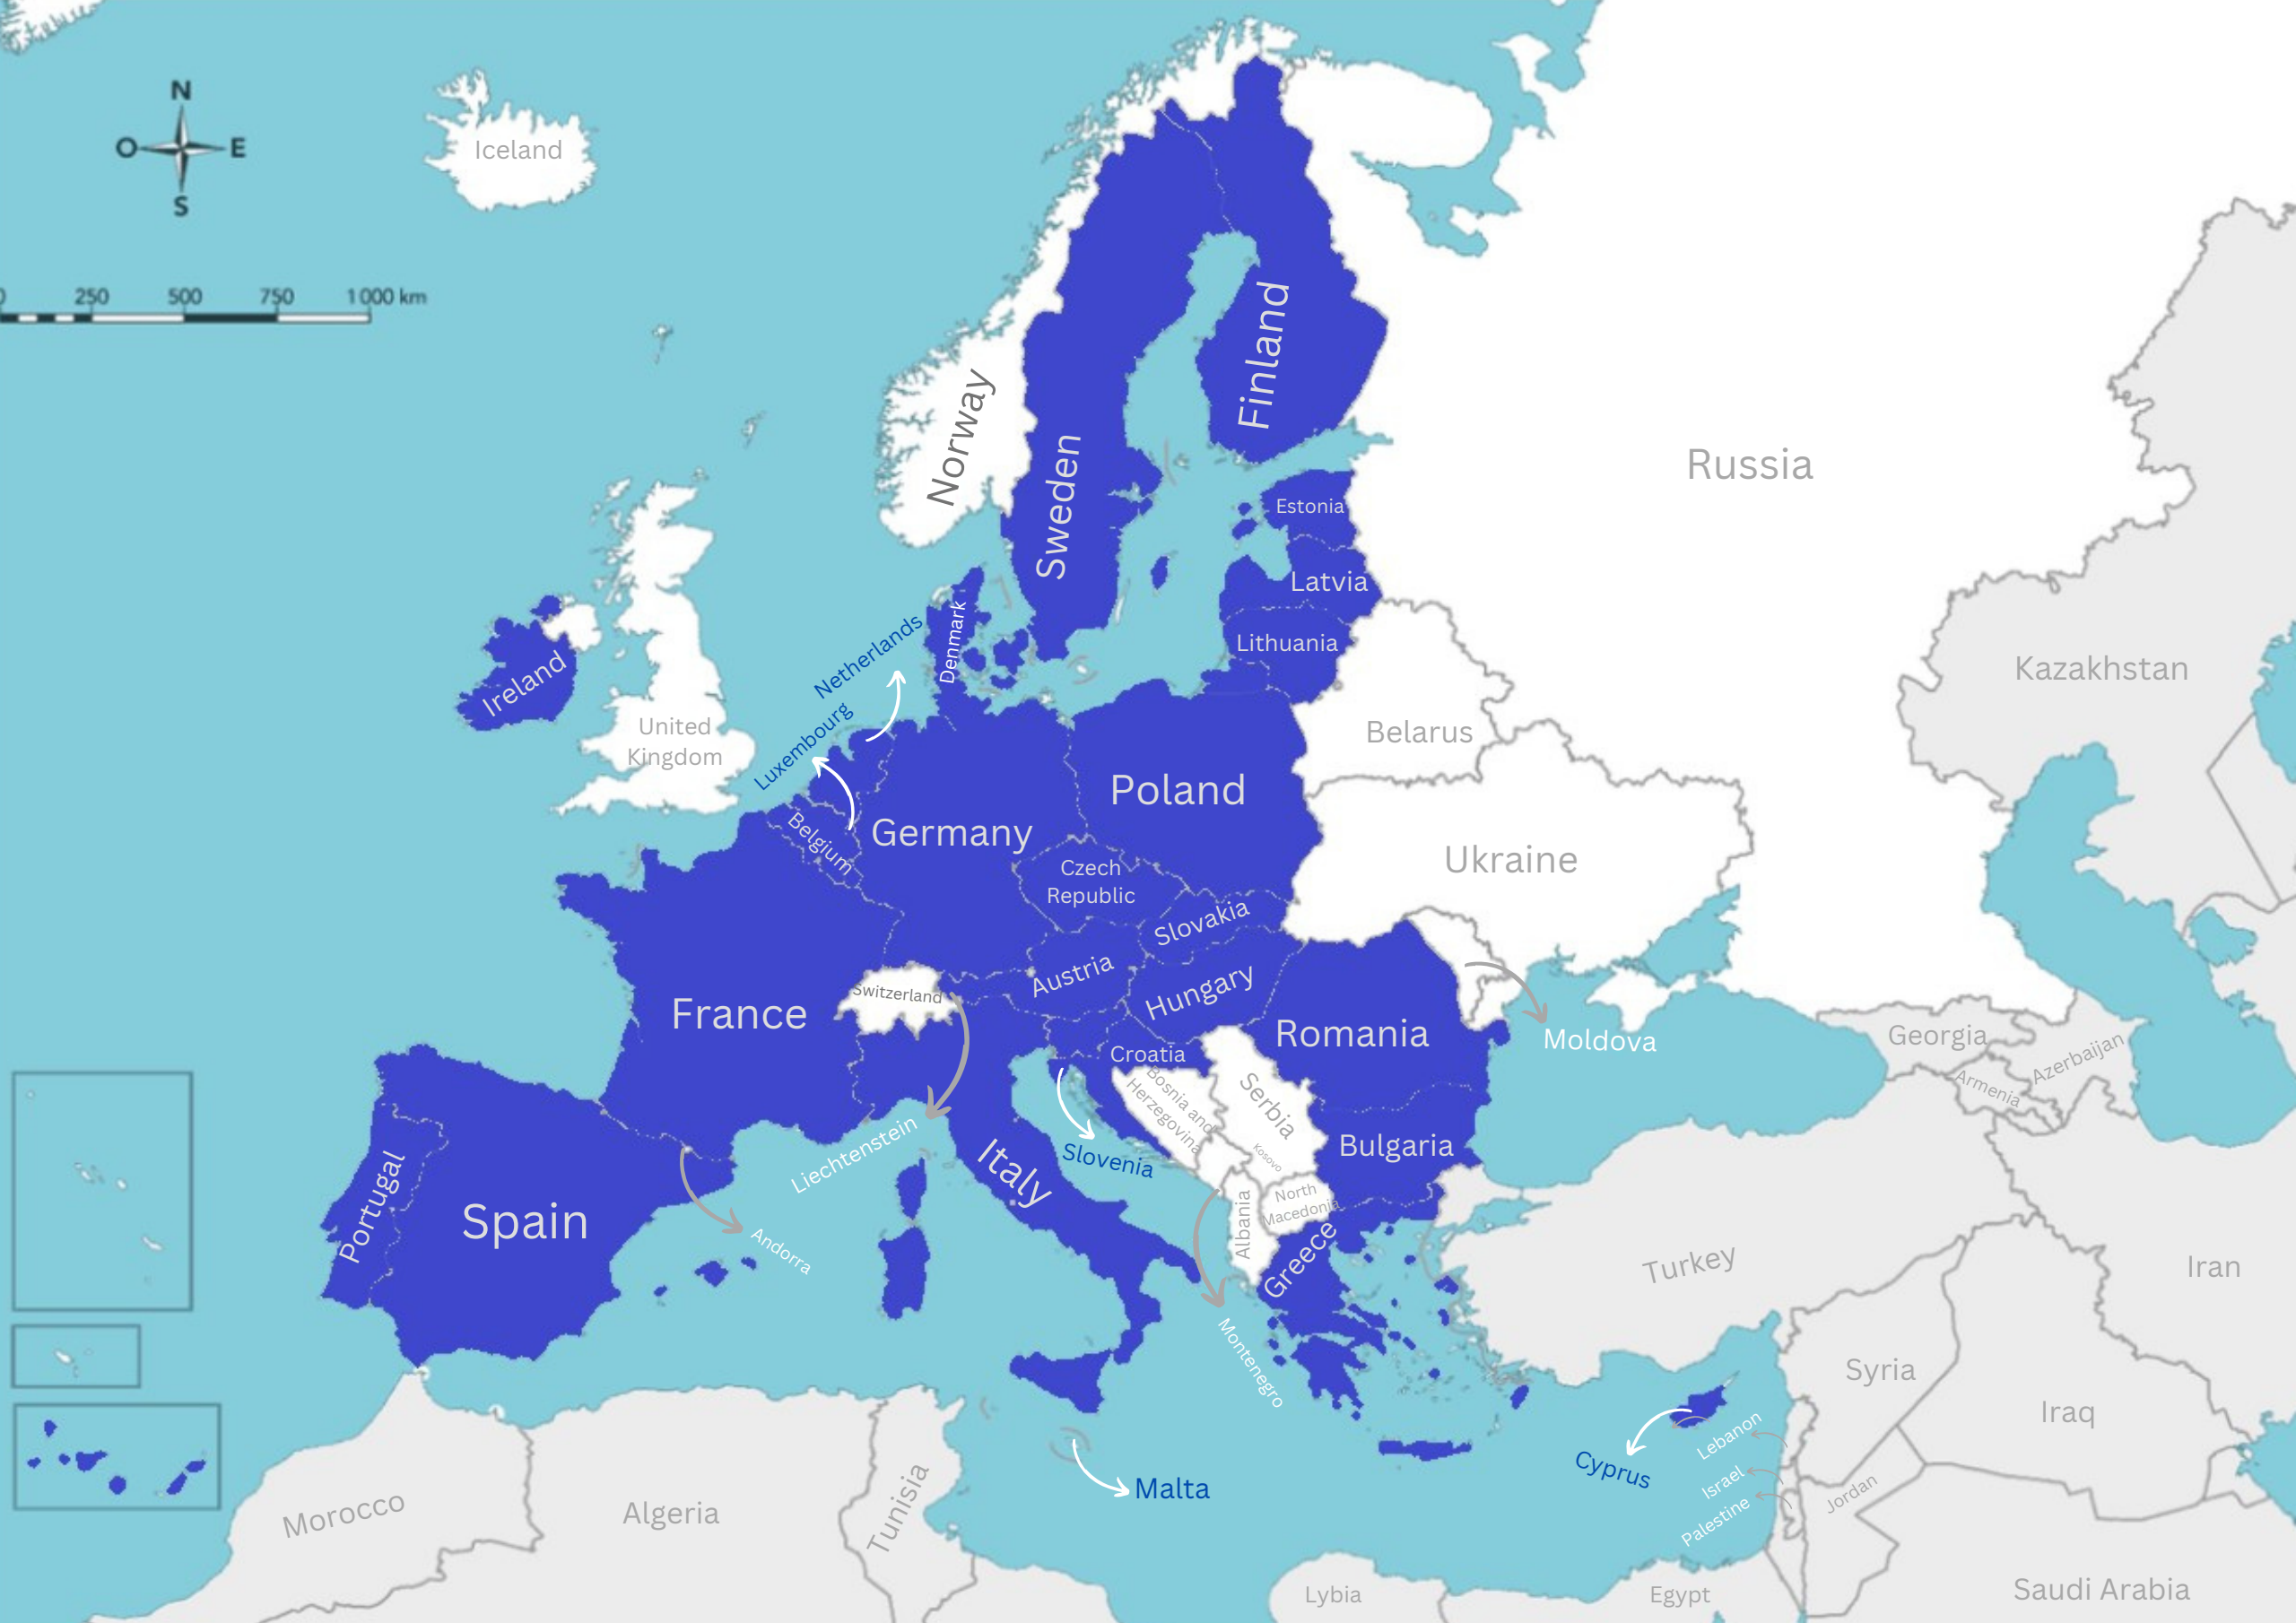 N
O E
S
0 250 500 750 1000 km
Iceland
Norway
Sweden
Finland
Russia
Estonia
Latvia
Lithuania
Denmark
Netherlands
Luxembourg
Ireland
United
Kingdom
Belarus
Kazakhstan
Poland
Germany
Belgium
Czech
Republic
Ukraine
Slovakia
Austria
Hungary
Switzerland
France
Romania
Moldova
Georgia
Azerbaijan
Armenia
Croatia
Bosnia and
Herzegovina
Serbia
Kosovo
Bulgaria
Slovenia
Liechtenstein
Italy
Andorra
Portugal
Spain
North
Macedonia
Albania
Greece
Montenegro
Turkey
Iran
Syria
Iraq
Cyprus
Lebanon
Israel
Palestine
Jordan
Malta
Morocco
Algeria
Tunisia
Lybia
Egypt
Saudi Arabia